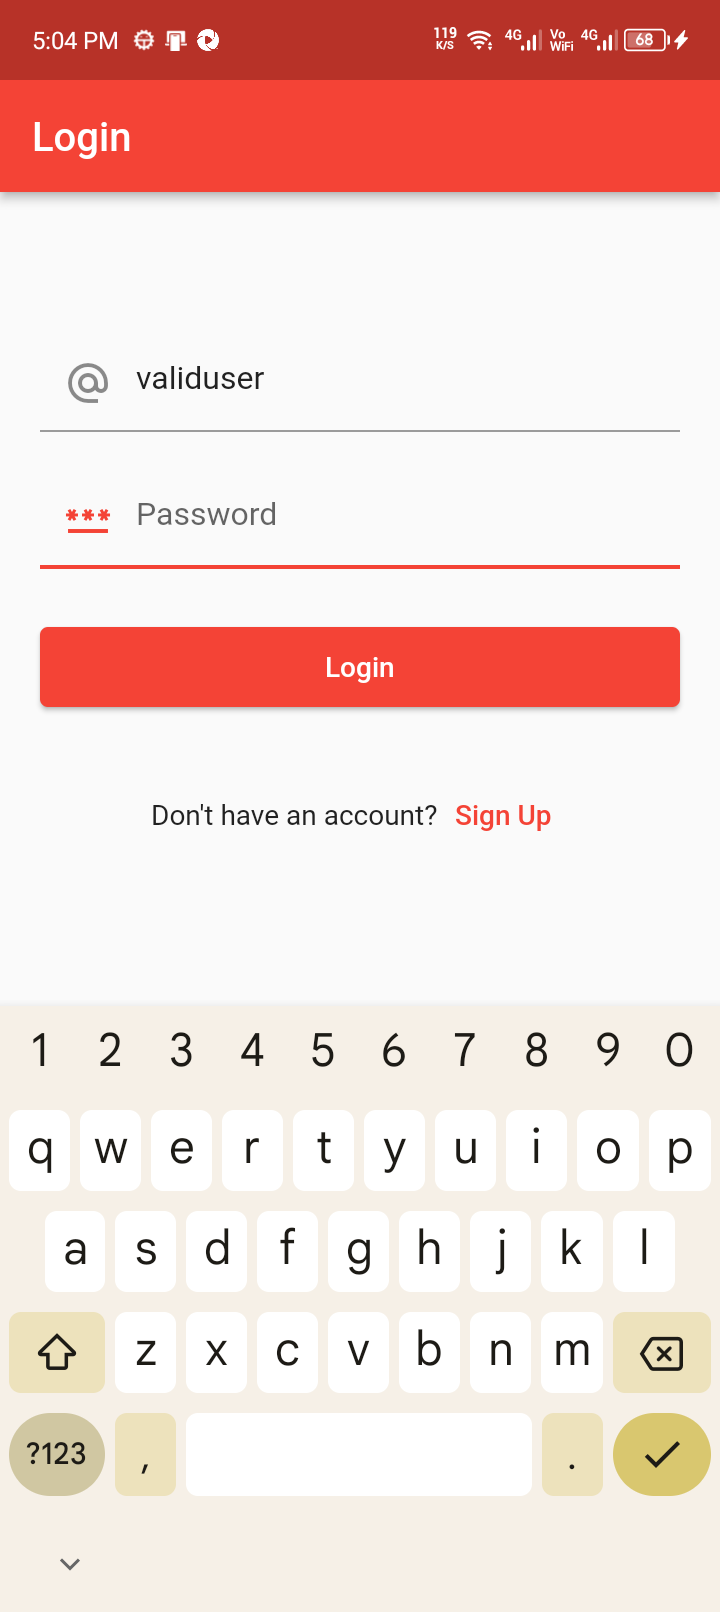 5:04 PM 119 K/S 4G Vo WiFi 4G 68
Login
validuser
*** Password
Login
Don't have an account? Sign Up
1 2 3 4 5 6 7 8 9 0
q w e r t y u i o p
a s d f g h j k l
z x c v b n m
?123 , .